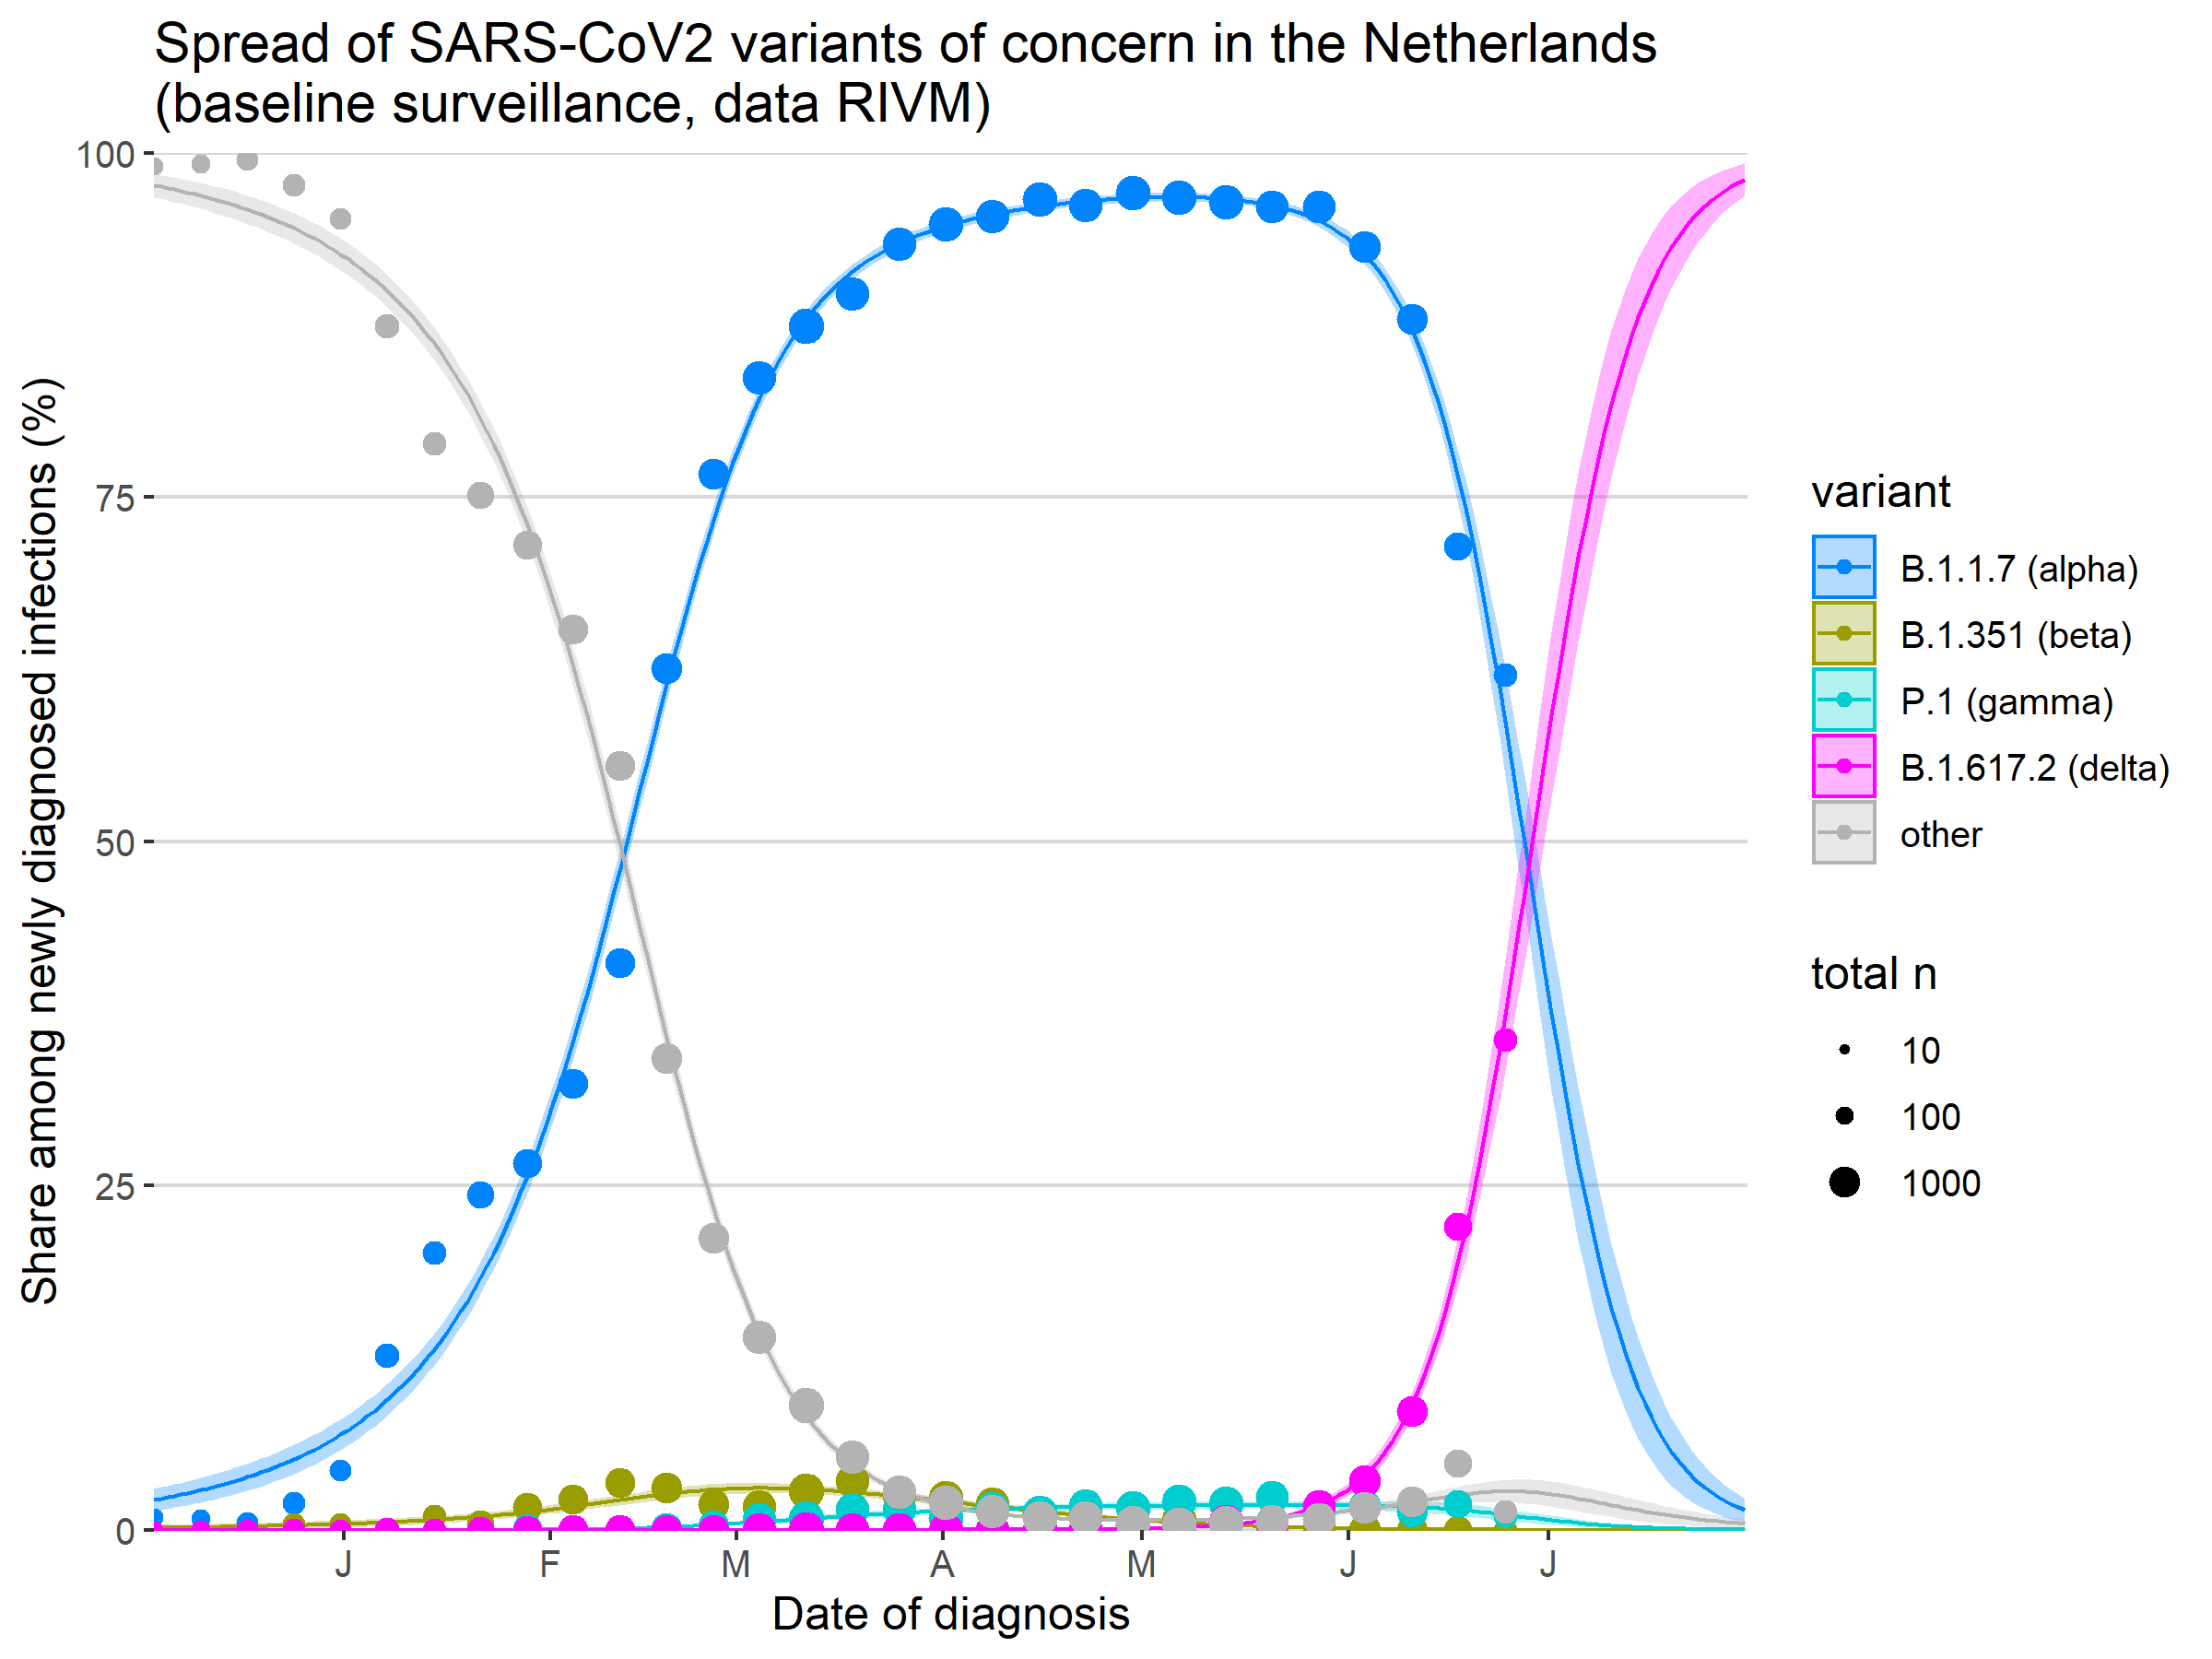 Spread of SARS-CoV2 variants of concern in the Netherlands
(baseline surveillance, data RIVM)
Share among newly diagnosed infections (%)
100
75
50
25
0
J F M A M J J
Date of diagnosis
variant
B.1.1.7 (alpha)
B.1.351 (beta)
P.1 (gamma)
B.1.617.2 (delta)
other
total n
10
100
1000